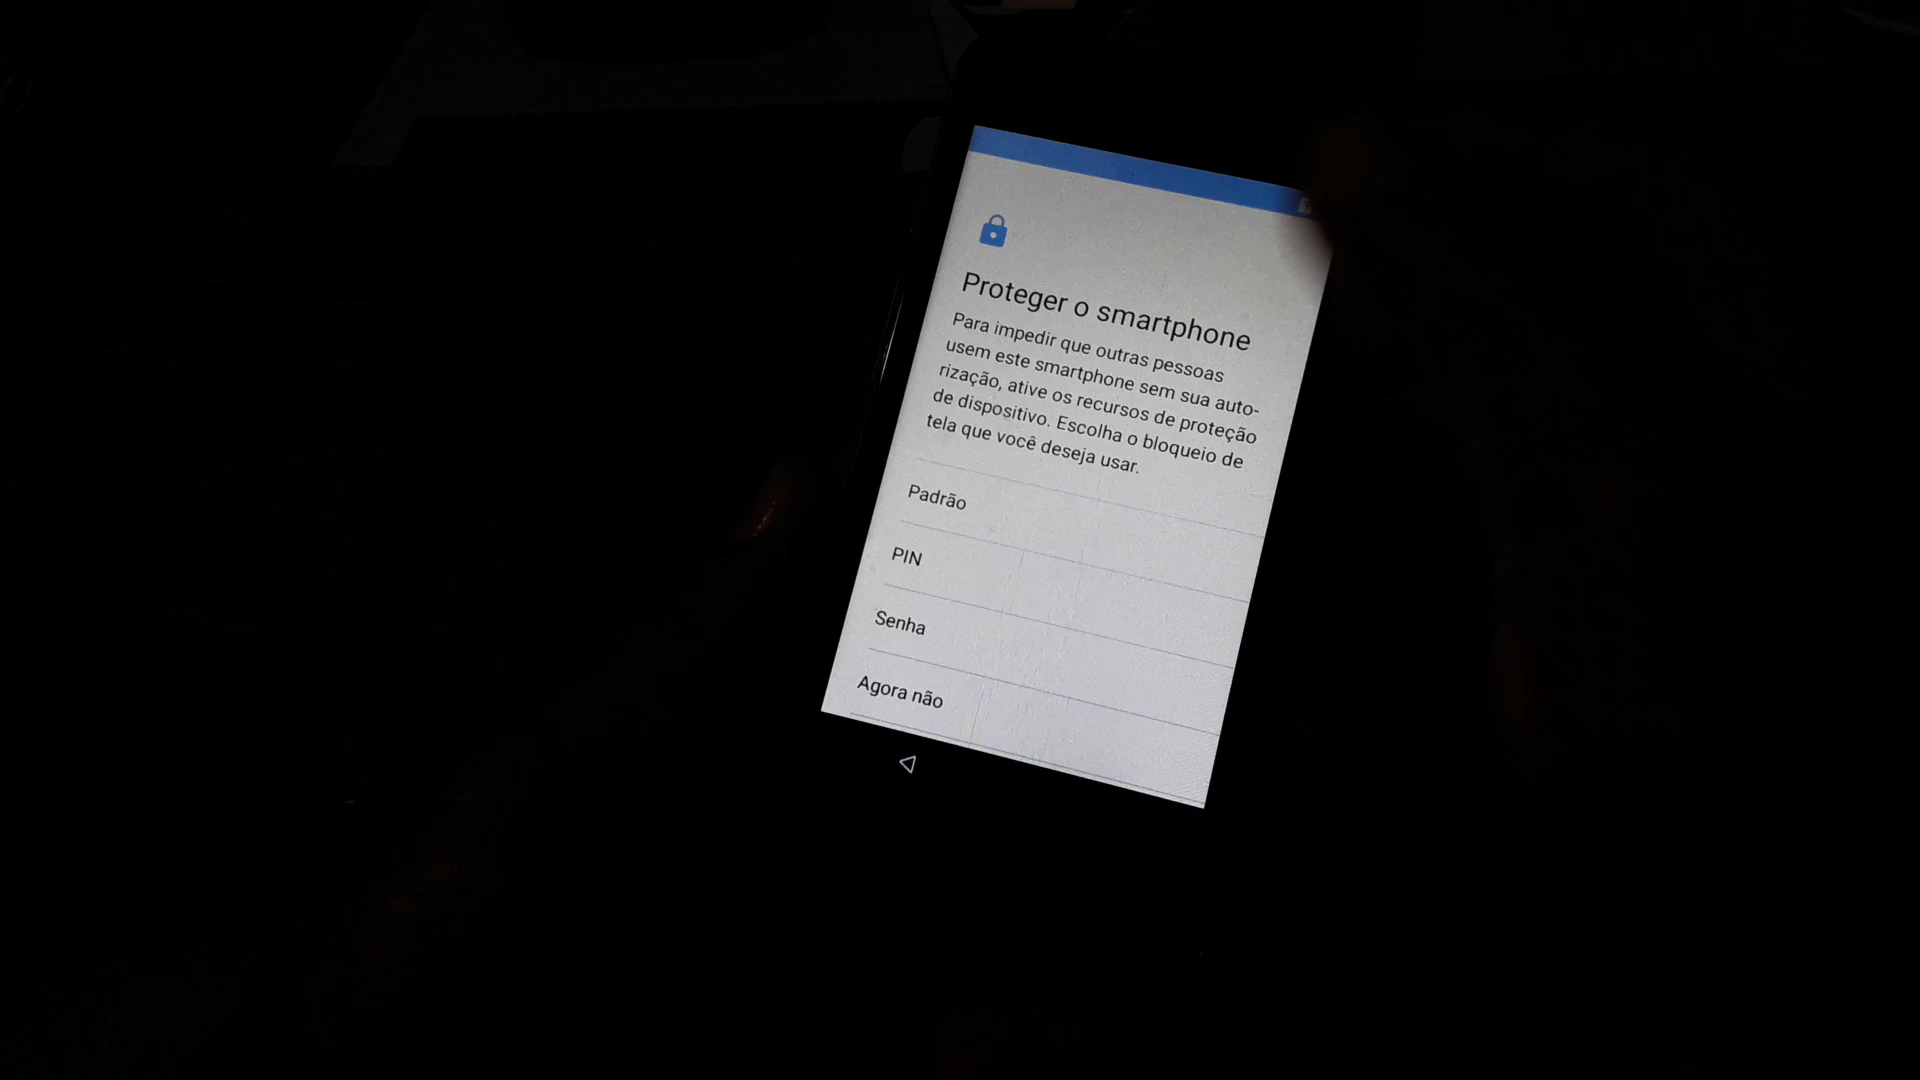 Proteger o smartphone
Para impedir que outras pessoas
usem este smartphone sem sua auto-
rização, ative os recursos de proteção
de dispositivo. Escolha o bloqueio de
tela que você deseja usar.
Padrão
PIN
Senha
Agora não